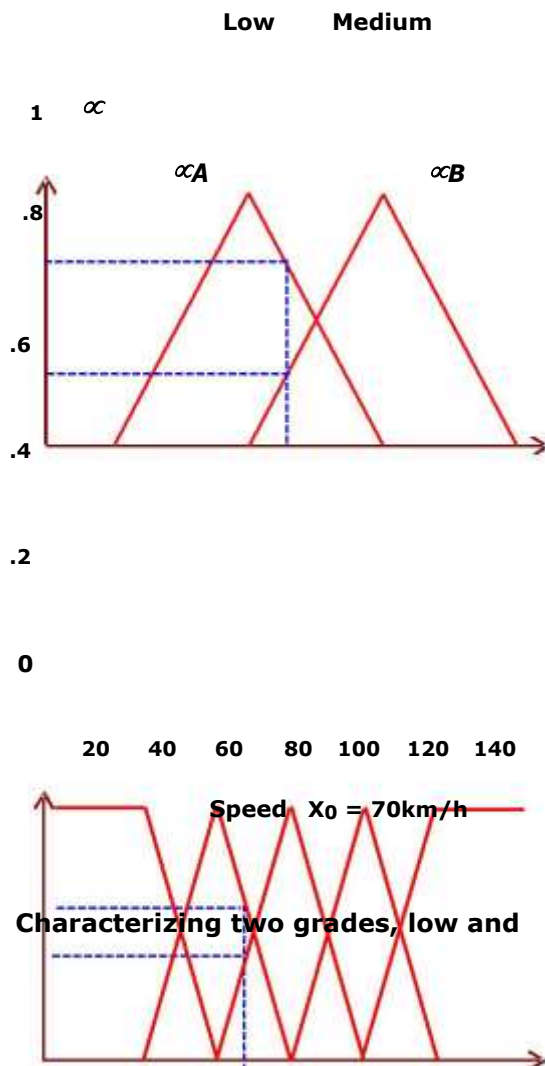 Low Medium
1 ∝
∝A ∝B
.8
.6
.4
.2
0
20 40 60 80 100 120 140
Speed X0 = 70km/h
Characterizing two grades, low and